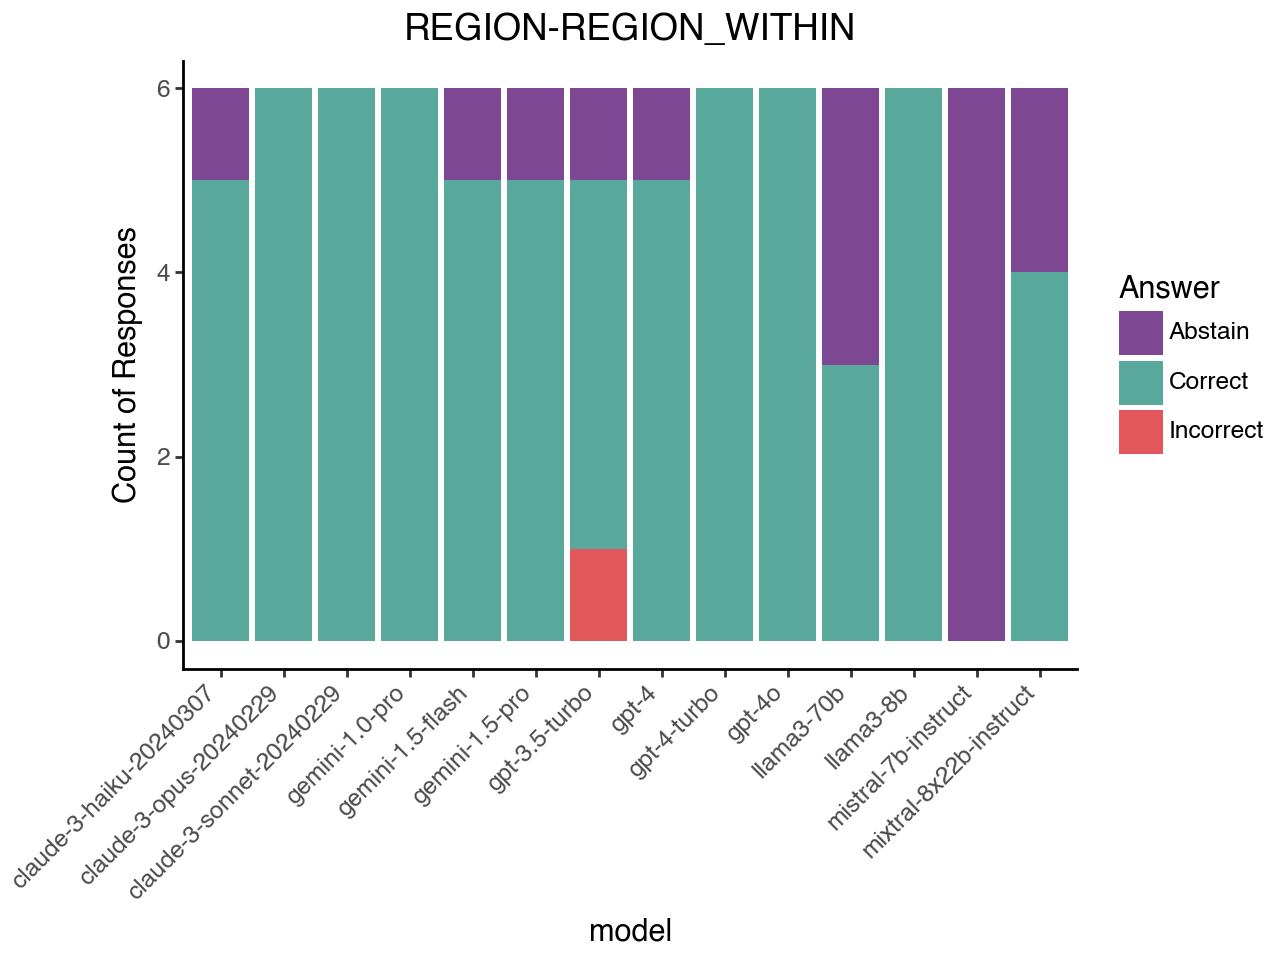 REGION-REGION_WITHIN
Count of Responses
6
4
2
0
claude-3-haiku-20240307
claude-3-opus-20240229
claude-3-sonnet-20240229
gemini-1.0-pro
gemini-1.5-flash
gemini-1.5-pro
gpt-3.5-turbo
gpt-4
gpt-4-turbo
gpt-4o
llama3-70b
llama3-8b
mistral-7b-instruct
mixtral-8x22b-instruct
model
Answer
Abstain
Correct
Incorrect